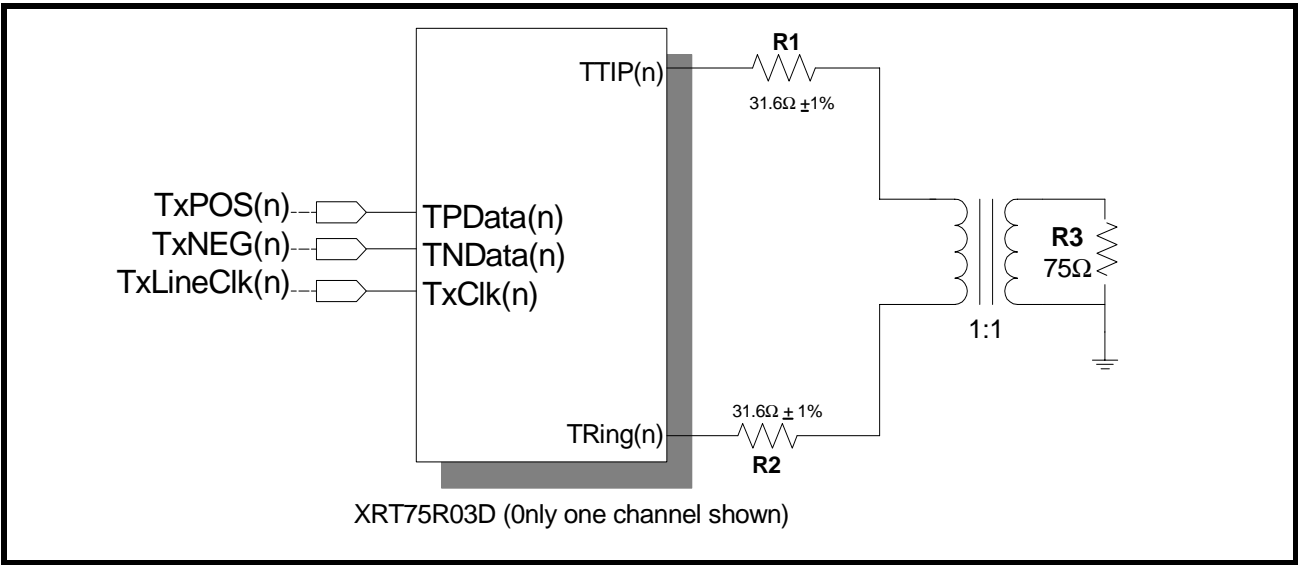 R1
TTIP(n)
31.6Ω ±1%
TxPOS(n)
TPData(n)
TxNEG(n)
TNData(n)
TxLineClk(n)
TxClk(n)
R3
75Ω
1:1
31.6Ω ± 1%
TRing(n)
R2
XRT75R03D (0nly one channel shown)